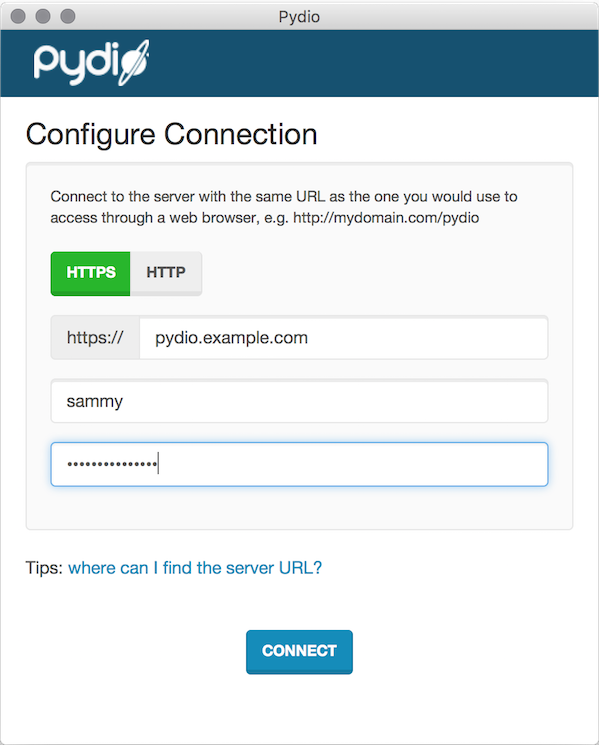 Pydio
pydio
Configure Connection
Connect to the server with the same URL as the one you would use to
access through a web browser, e.g. http://mydomain.com/pydio
HTTPS HTTP
https:// pydio.example.com
sammy
•••••••••••••••
Tips: where can I find the server URL?
CONNECT